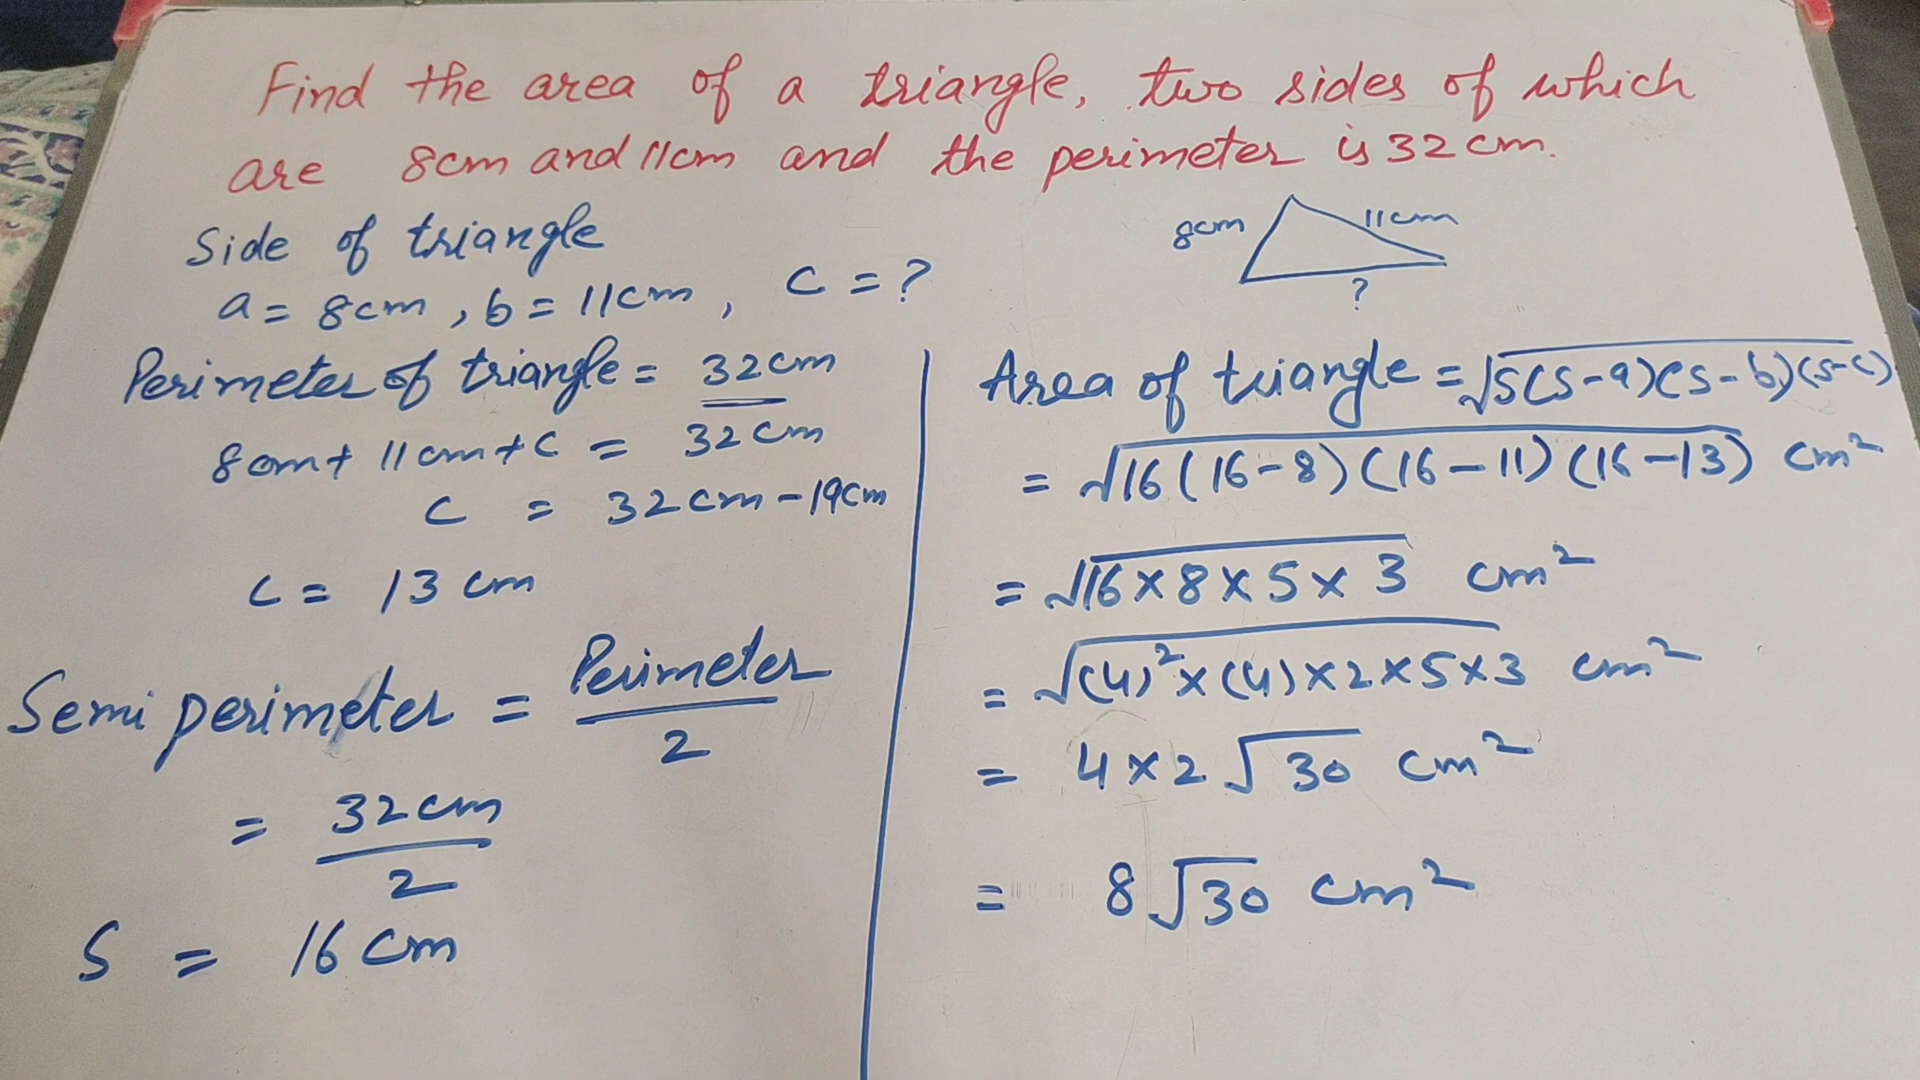 Find the area of a triangle, two sides of which
are 8cm and 11cm and the perimeter is 32 cm.
Side of triangle
a = 8cm, b = 11cm, c = ?
8cm 11cm
?
Perimeter of triangle = 32cm
8cm + 11cm + c = 32cm
c = 32cm - 19cm
c = 13 cm
Semi perimeter = Perimeter
2
= 32cm
2
S = 16 cm
Area of triangle = √s(s-a)(s-b)(s-c)
= √16(16-8)(16-11)(16-13) cm²
= √16×8×5×3 cm²
= √(4)²×(4)×2×5×3 cm²
= 4×2√30 cm²
= 8√30 cm²